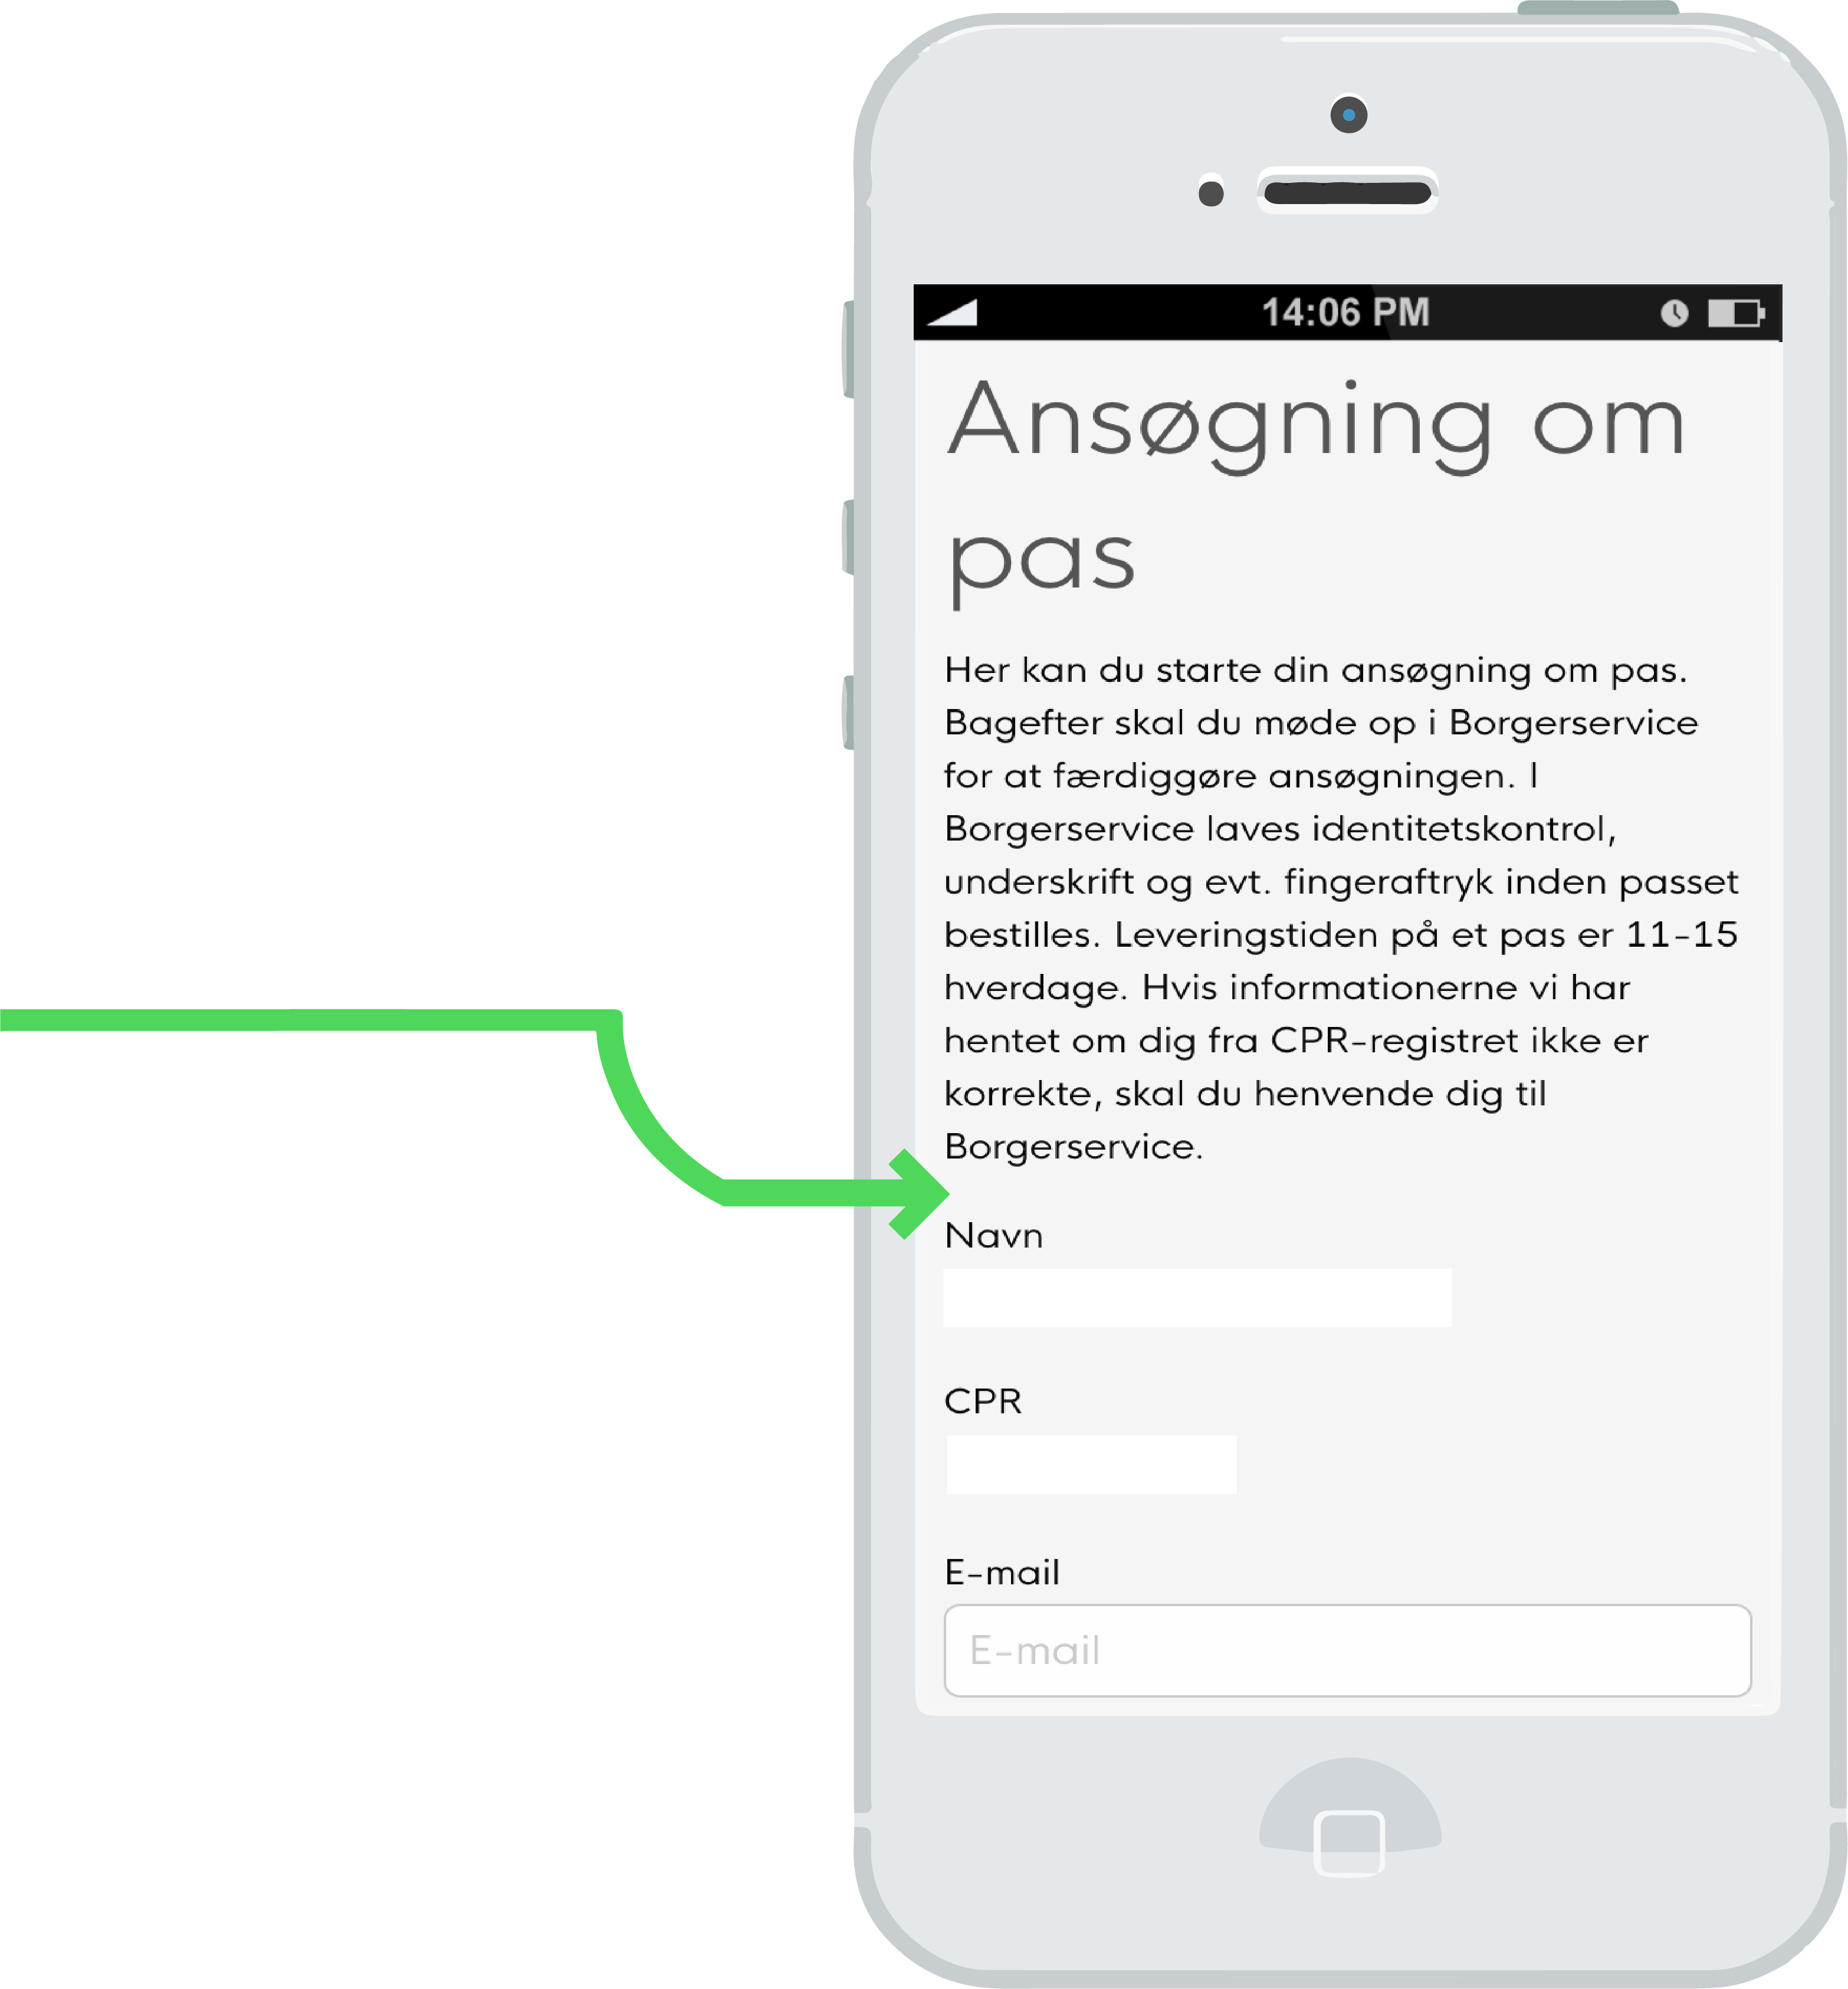 14:06 PM
Ansøgning om
pas
Her kan du starte din ansøgning om pas.
Bagefter skal du møde op i Borgerservice
for at færdiggøre ansøgningen. I
Borgerservice laves identitetskontrol,
underskrift og evt. fingeraftryk inden passet
bestilles. Leveringstiden på et pas er 11-15
hverdage. Hvis informationerne vi har
hentet om dig fra CPR-registret ikke er
korrekte, skal du henvende dig til
Borgerservice.
Navn
CPR
E-mail
E-mail